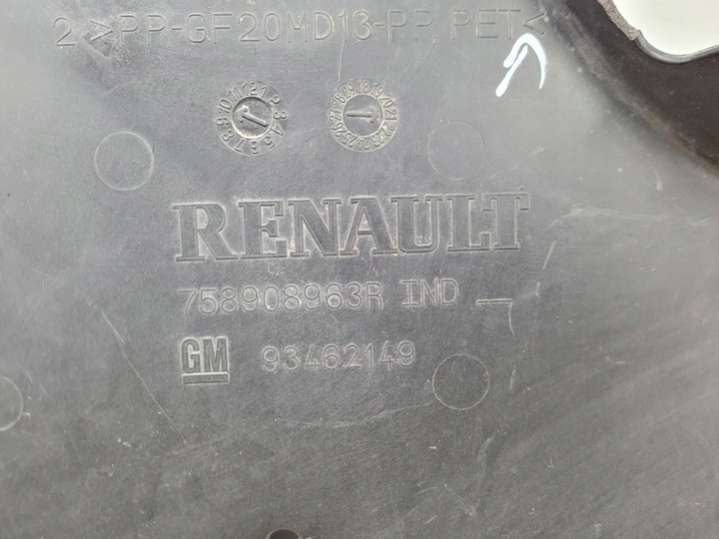 2 >PP-GF20MD13-PP, PET<
RENAULT
758908963R IND _
GM 93462149